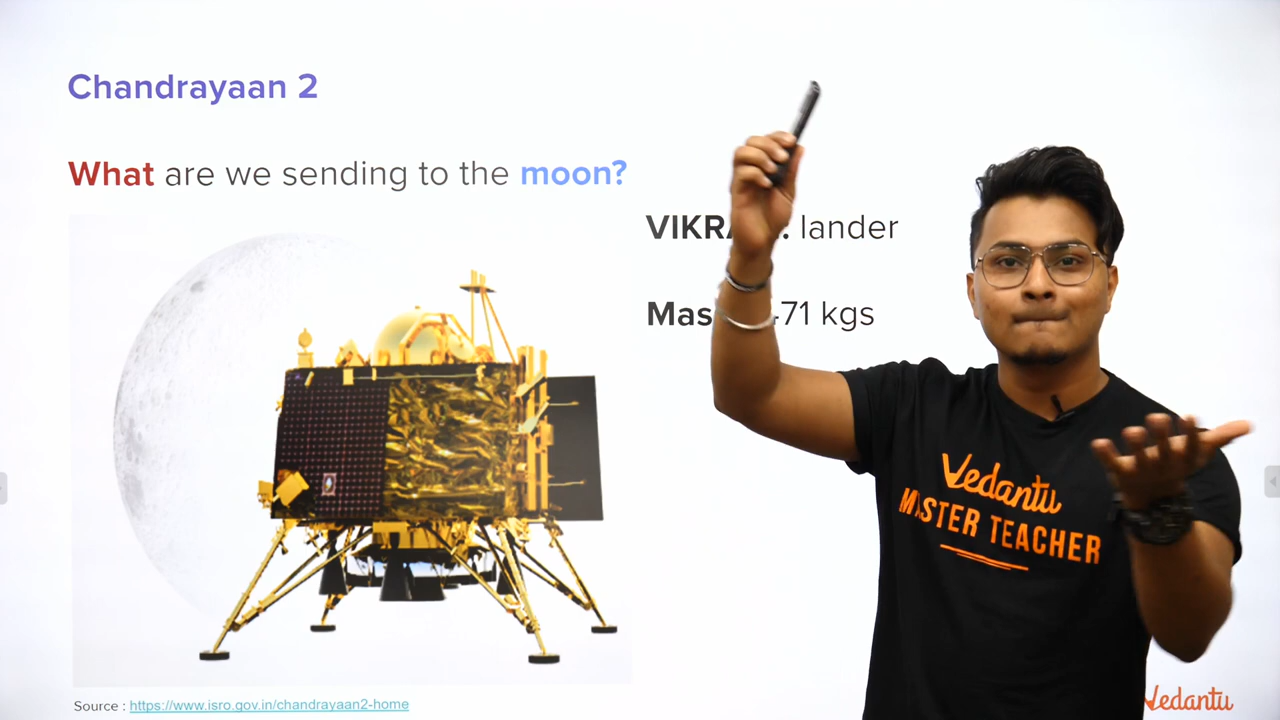 Chandrayaan 2
What are we sending to the moon?
lander
kgs
Source : https://www.isro.gov.in/chandrayaan2-home
Vedantu
MASTER TEACHER
Vedantu